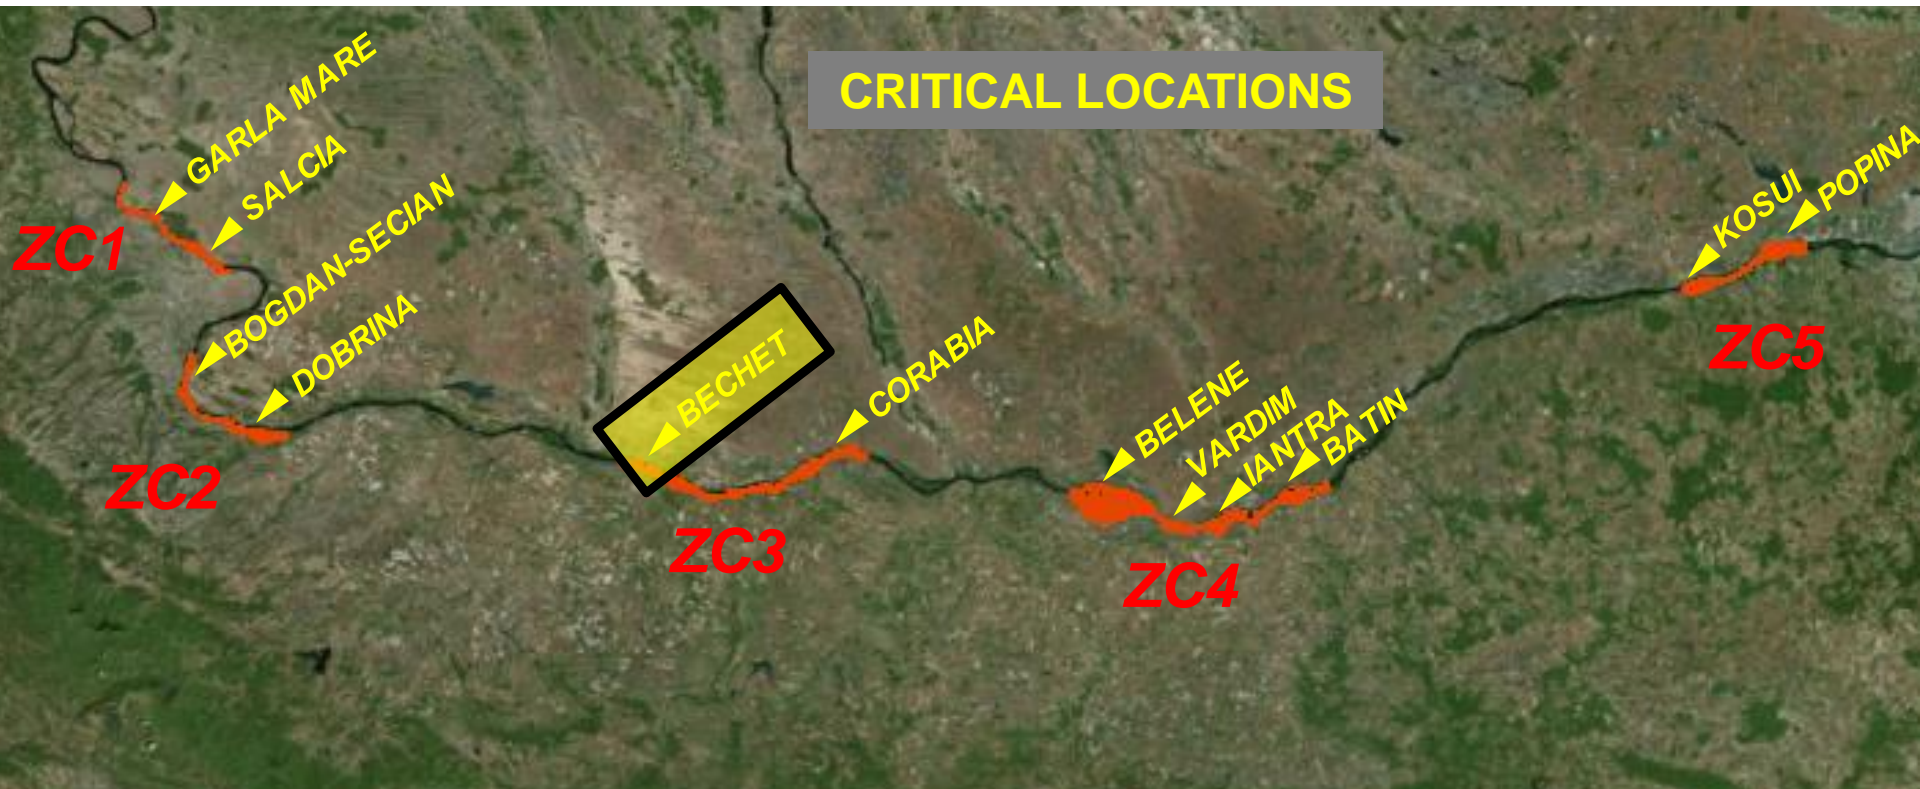 CRITICAL LOCATIONS
GARLA MARE
SALCIA
ZC1
BOGDAN-SECIAN
DOBRINA
ZC2
BECHET
CORABIA
ZC3
BELENE
VARDIM
IANTRA
BATIN
ZC4
KOSUI
POPINA
ZC5